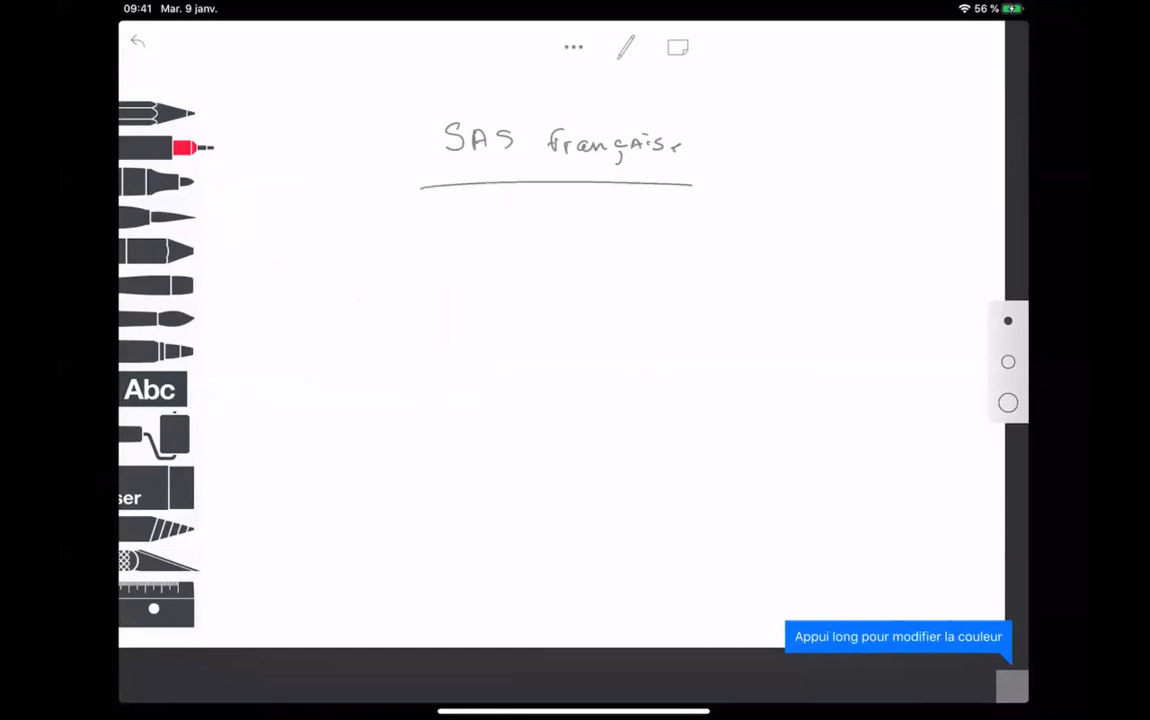 09:41 Mar. 9 janv.
56 %
SAS française
Abc
ser
Appui long pour modifier la couleur